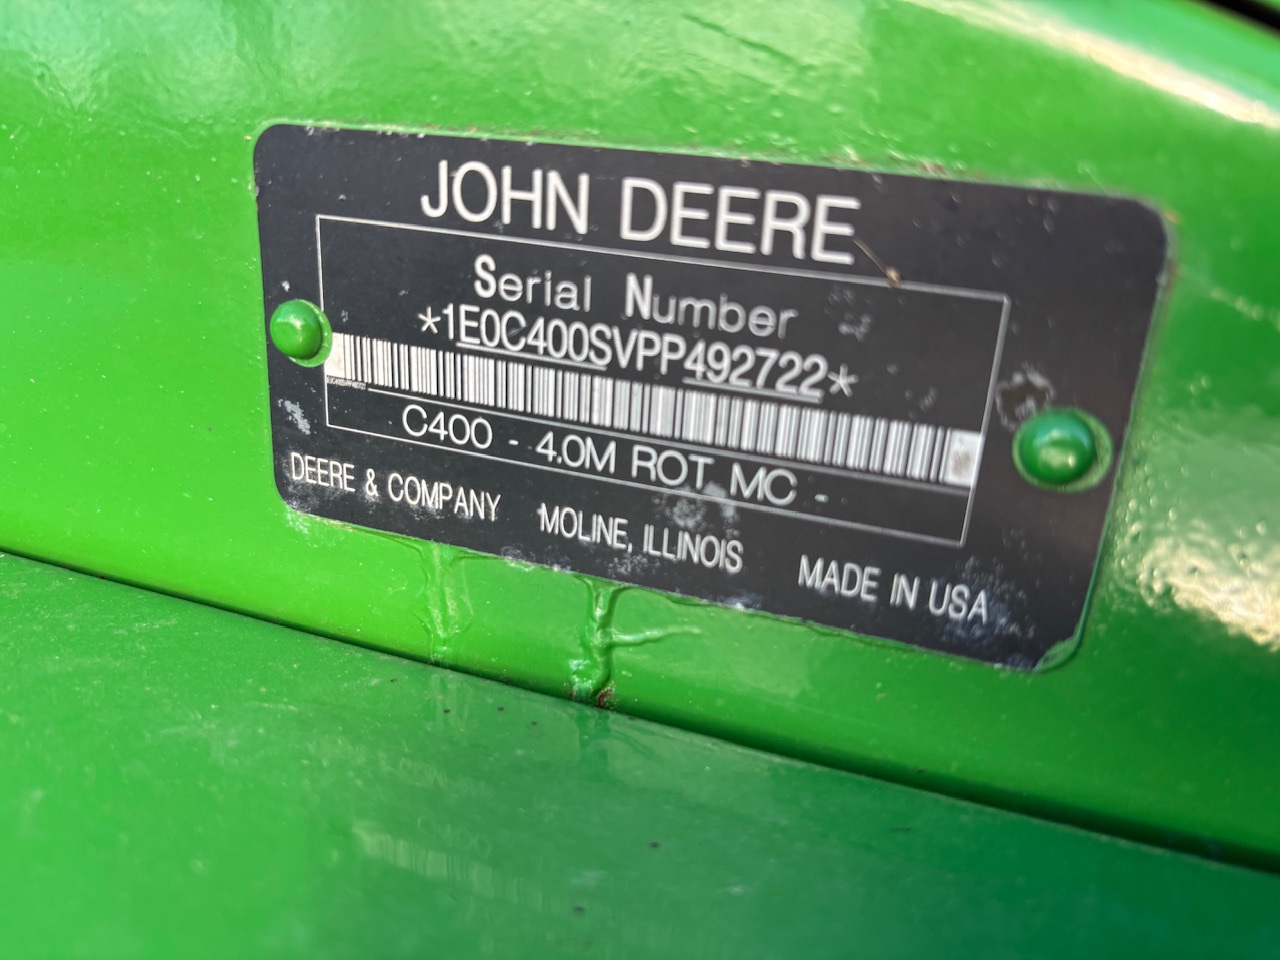 JOHN DEERE
Serial Number
*1E0C400SVPP492722*
C400 - 4.0M ROT MC -
DEERE & COMPANY MOLINE, ILLINOIS MADE IN USA